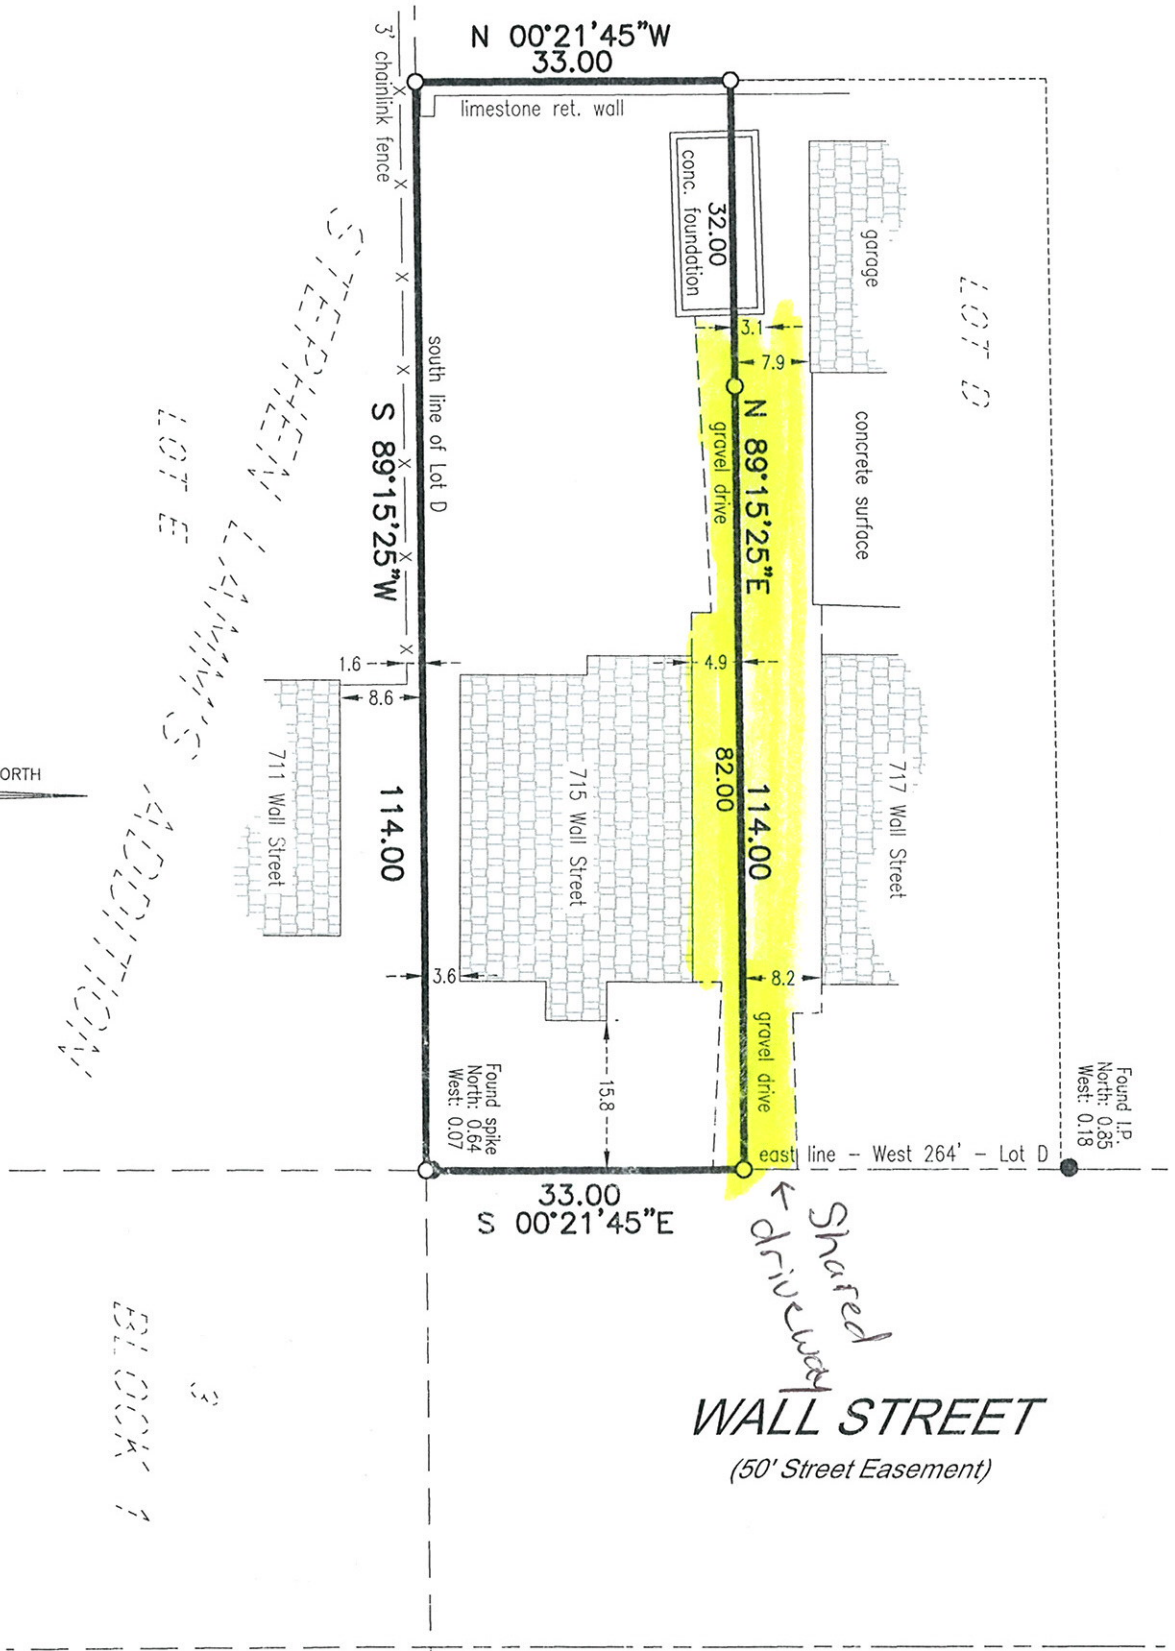 N 00°21'45"W
33.00
3' chainlink fence
limestone ret. wall
32.00
conc. foundation
garage
LOT D
3.1
7.9
south line of Lot D
S 89°15'25"W
N 89°15'25"E
gravel drive
concrete surface
STEPHEN LAMM'S ADDITION
LOT E
1.6
8.6
4.9
ORTH
711 Wall Street
114.00
715 Wall Street
82.00
114.00
717 Wall Street
3.6
8.2
gravel drive
15.8
Found spike
North: 0.64
West: 0.07
Found I.P.
North: 0.85
West: 0.18
east line - West 264' - Lot D
33.00
S 00°21'45"E
Shared
driveway
WALL STREET
(50' Street Easement)
3
BLOCK 1